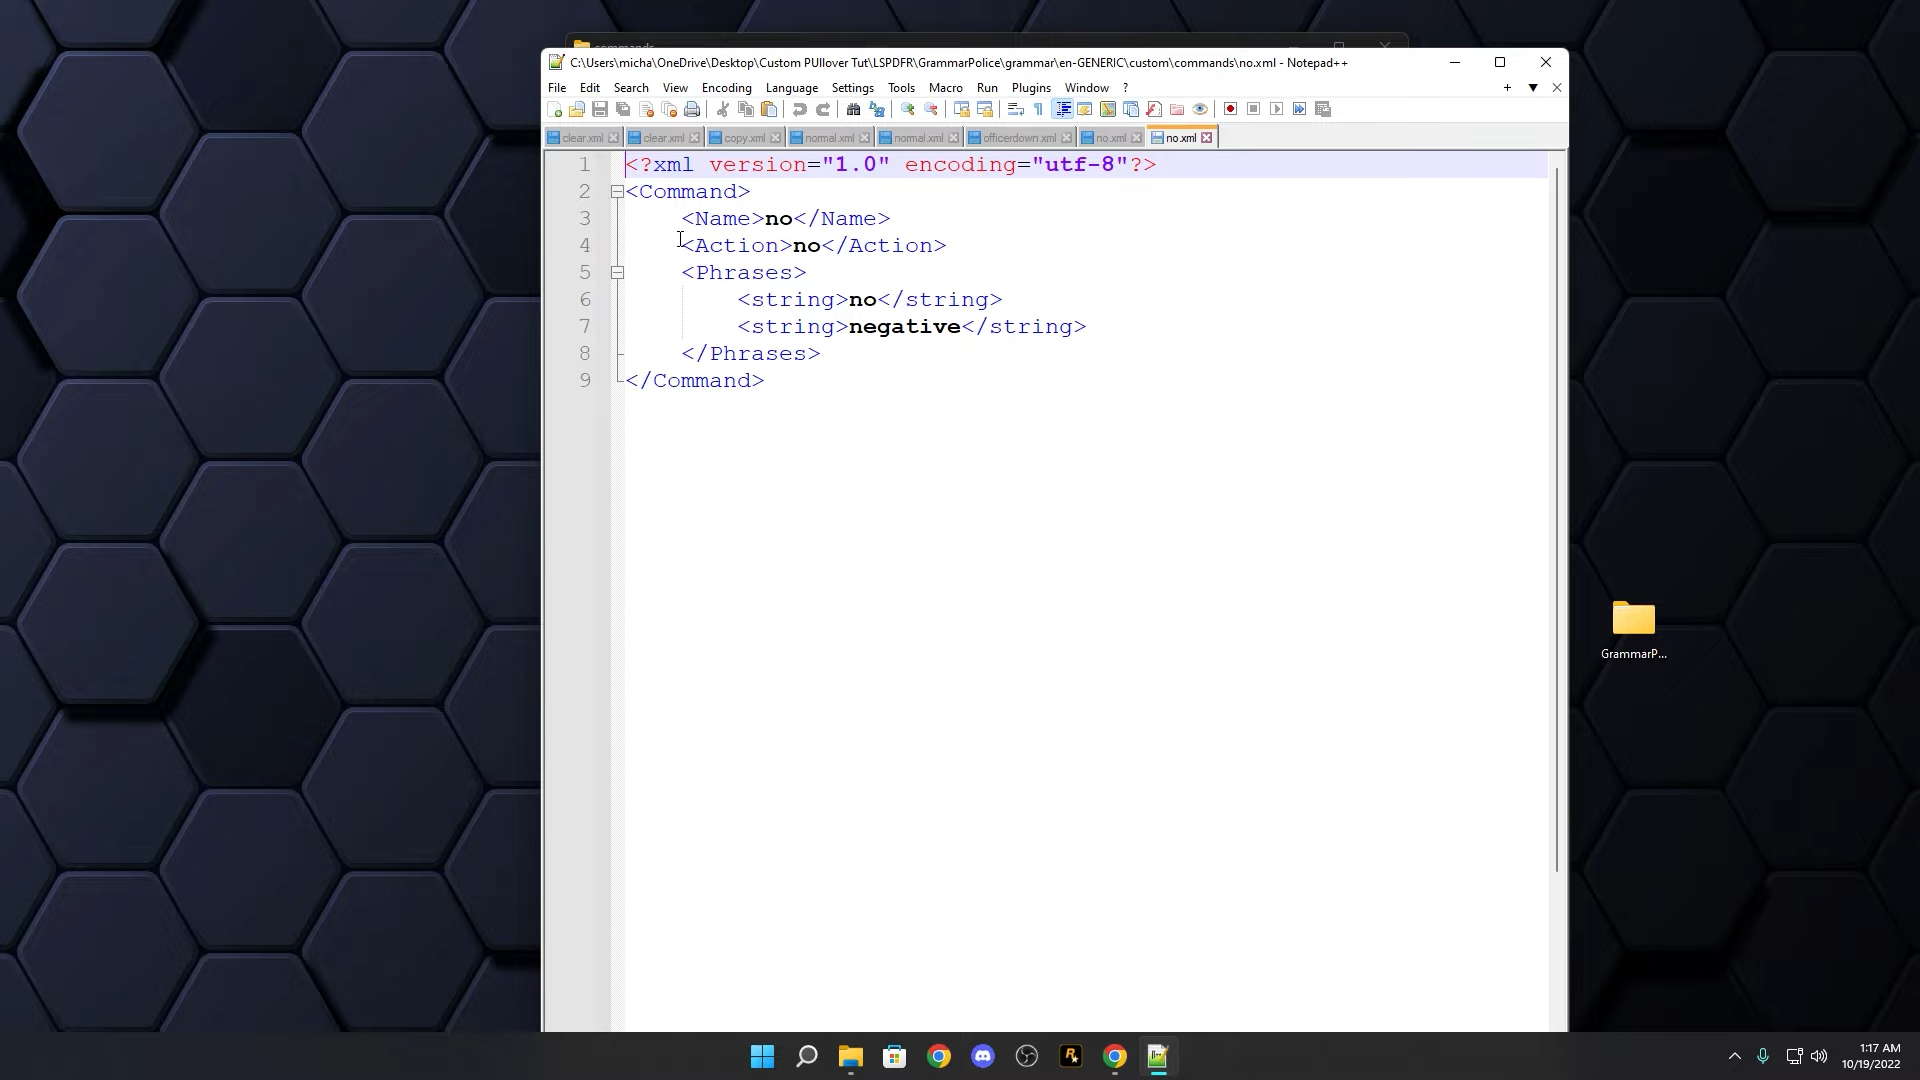 commands
C:\Users\micha\OneDrive\Desktop\Custom PUllover Tut\LSPDFR\GrammarPolice\grammar\en-GENERIC\custom\commands\no.xml - Notepad++
File Edit Search View Encoding Language Settings Tools Macro Run Plugins Window ?
clear.xml clear.xml copy.xml normal.xml normal.xml officerdown.xml no.xml no.xml
1 <?xml version="1.0" encoding="utf-8"?>
2 <Command>
3 <Name>no</Name>
4 <Action>no</Action>
5 <Phrases>
6 <string>no</string>
7 <string>negative</string>
8 </Phrases>
9 </Command>
GrammarP...
1:17 AM
10/19/2022